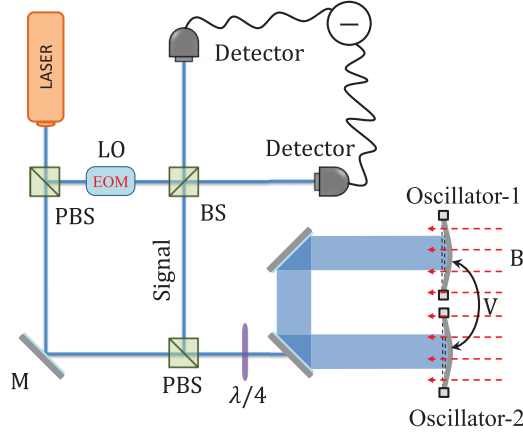 LASER
Detector
LO
EOM
Detector
PBS
BS
Oscillator-1
B
Signal
V
M
PBS
λ/4
Oscillator-2